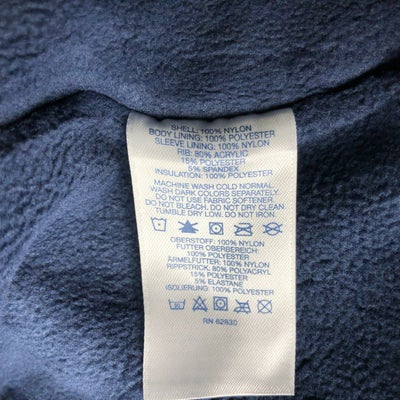 SHELL: 100% NYLON
BODY LINING: 100% POLYESTER
SLEEVE LINING: 100% NYLON
RIB: 80% ACRYLIC
15% POLYESTER
5% SPANDEX
INSULATION: 100% POLYESTER
MACHINE WASH COLD NORMAL.
WASH DARK COLORS SEPARATELY.
DO NOT USE FABRIC SOFTENER.
DO NOT BLEACH. DO NOT DRY CLEAN.
TUMBLE DRY LOW. DO NOT IRON.
OBERSTOFF: 100% NYLON
FUTTER OBERBEREICH:
100% POLYESTER
ÄRMELFUTTER: 100% NYLON
RIPPSTRICK: 80% POLYACRYL
15% POLYESTER
5% ELASTANE
ISOLIERUNG: 100% POLYESTER
RN 62830